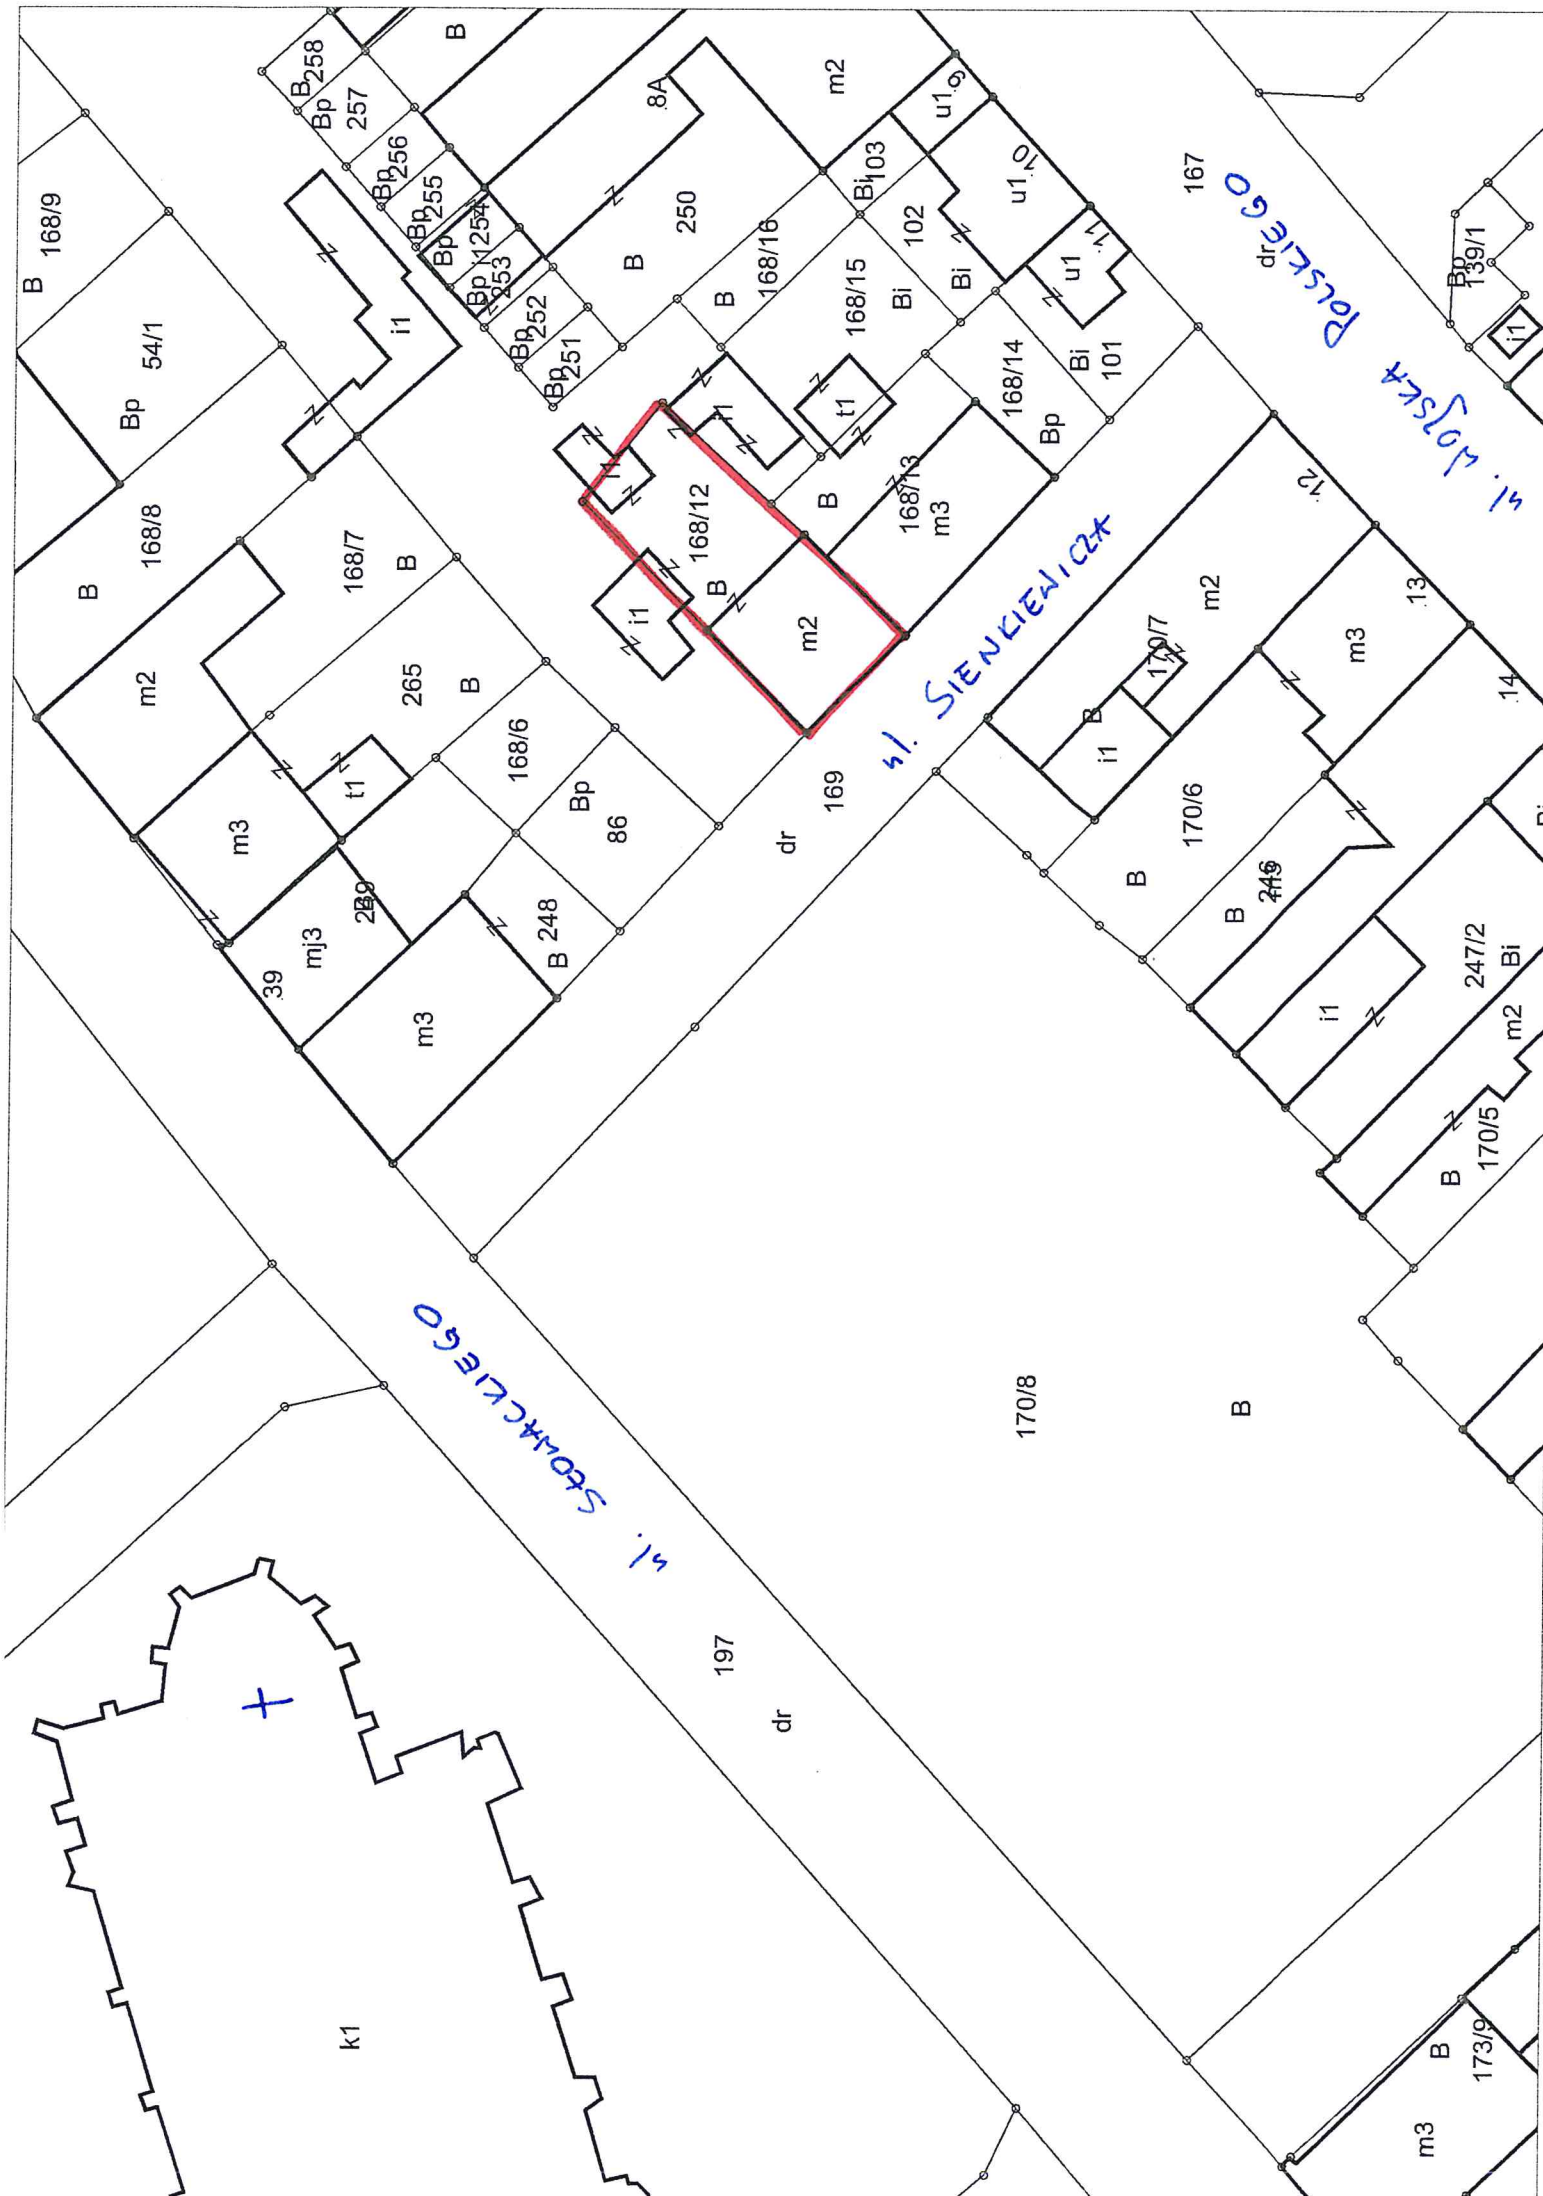 258
B
Bp
257
Bp
256
Bp
255
Bp
254
Bp
253
Bp
252
Bp
251
B
B
168/9
B
54/1
Bp
i1
168/8
B
m2
168/7
B
265
B
t1
m3
mj3
39
m3
168/6
Bp
86
248
B
8A
m2
250
B
u1
9
103
Bi
102
Bi
u1
10
u1
11
168/16
B
168/15
Bi
168/14
Bp
Bi
101
t1
168/13
m3
B
168/12
B
m2
i1
169
dr
ul. SIENKIEWICZA
167
dr
ul. WOJSKA POLSKIEGO
139/1
Bp
i1
12
m2
170/7
B
i1
13
m3
14
170/6
B
246
B
247/2
Bi
i1
m2
170/5
B
ul. SŁOWACKIEGO
197
dr
170/8
B
k1
173/9
B
m3